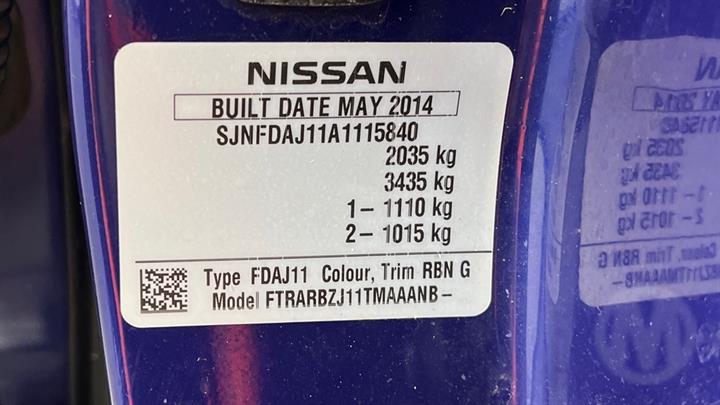 NISSAN
BUILT DATE MAY 2014
SJNFDAJ11A1115840
2035 kg
3435 kg
1- 1110 kg
2- 1015 kg
Type FDAJ11 Colour, Trim RBN G
Model FTRARBZJ11TMAAANB-